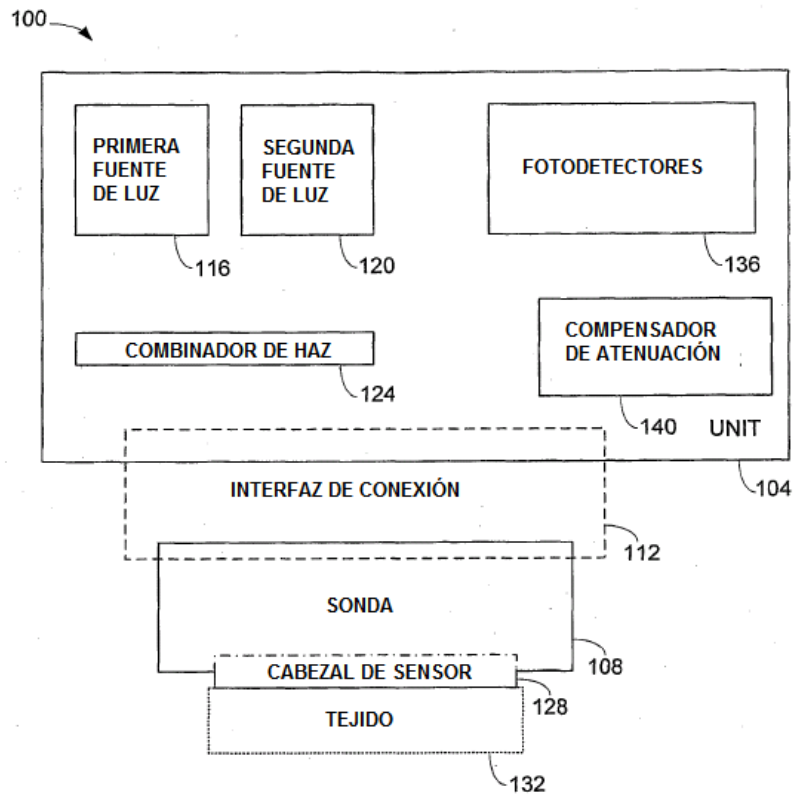 100
PRIMERA
FUENTE
DE LUZ
116
SEGUNDA
FUENTE
DE LUZ
120
FOTODETECTORES
136
COMBINADOR DE HAZ
124
COMPENSADOR
DE ATENUACIÓN
140
UNIT
104
INTERFAZ DE CONEXIÓN
112
SONDA
108
CABEZAL DE SENSOR
128
TEJIDO
132